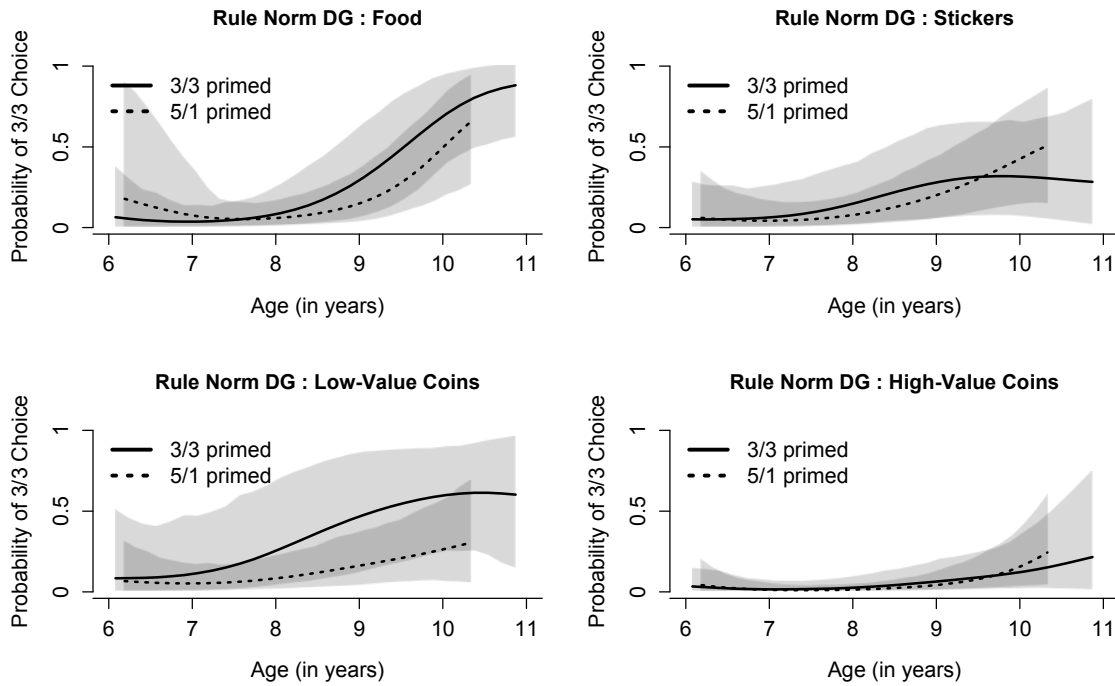 Rule Norm DG : Food
Probability of 3/3 Choice
1
0.5
0
3/3 primed
5/1 primed
6 7 8 9 10 11
Age (in years)
Rule Norm DG : Stickers
Probability of 3/3 Choice
1
0.5
0
3/3 primed
5/1 primed
6 7 8 9 10 11
Age (in years)
Rule Norm DG : Low-Value Coins
Probability of 3/3 Choice
1
0.5
0
3/3 primed
5/1 primed
6 7 8 9 10 11
Age (in years)
Rule Norm DG : High-Value Coins
Probability of 3/3 Choice
1
0.5
0
3/3 primed
5/1 primed
6 7 8 9 10 11
Age (in years)